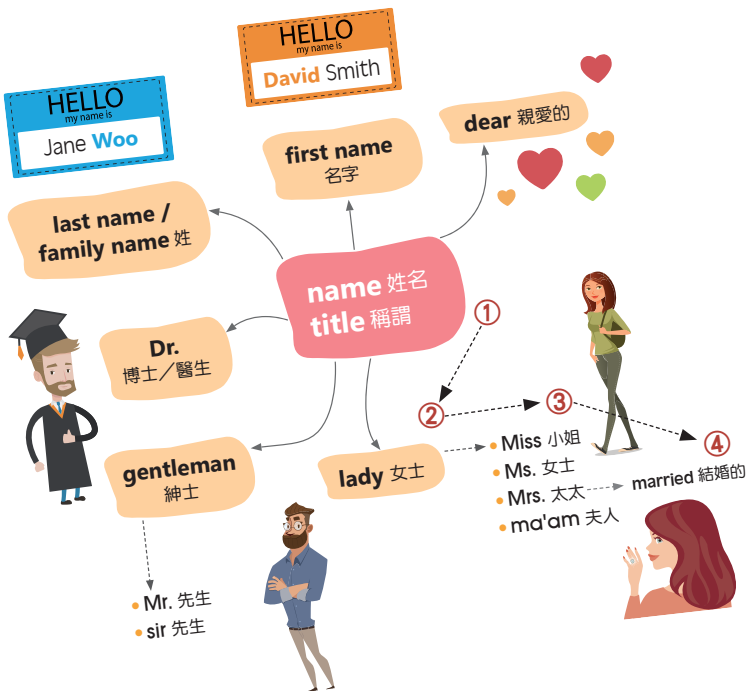 HELLO
my name is
David Smith
HELLO
my name is
Jane Woo
dear 親愛的
first name
名字
last name /
family name 姓
name 姓名
title 稱謂
①
Dr.
博士／醫生
②
③
④
gentleman
紳士
lady 女士
Miss 小姐
Ms. 女士
Mrs. 太太
ma'am 夫人
married 結婚的
Mr. 先生
sir 先生